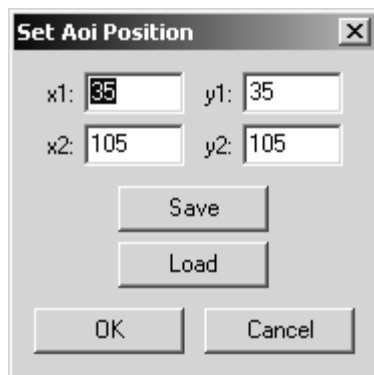 Set Aoi Position
x1: 35 y1: 35
x2: 105 y2: 105
Save
Load
OK Cancel